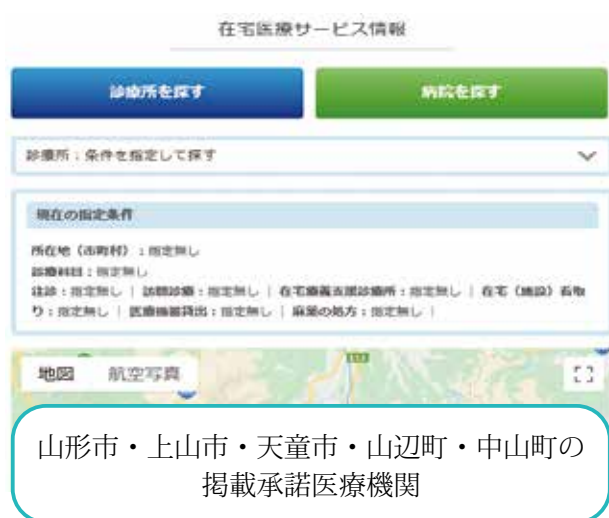 在宅医療サービス情報
診療所を探す
病院を探す
診療所：条件を指定して探す
現在の指定条件
所在地（市町村）：指定無し
診療科目：指定無し
往診：指定無し | 訪問診療：指定無し | 在宅療養支援診療所：指定無し | 在宅（施設）看取
り：指定無し | 医療機器貸出：指定無し | 麻薬の処方：指定無し |
地図 航空写真
山形市・上山市・天童市・山辺町・中山町の
掲載承諾医療機関